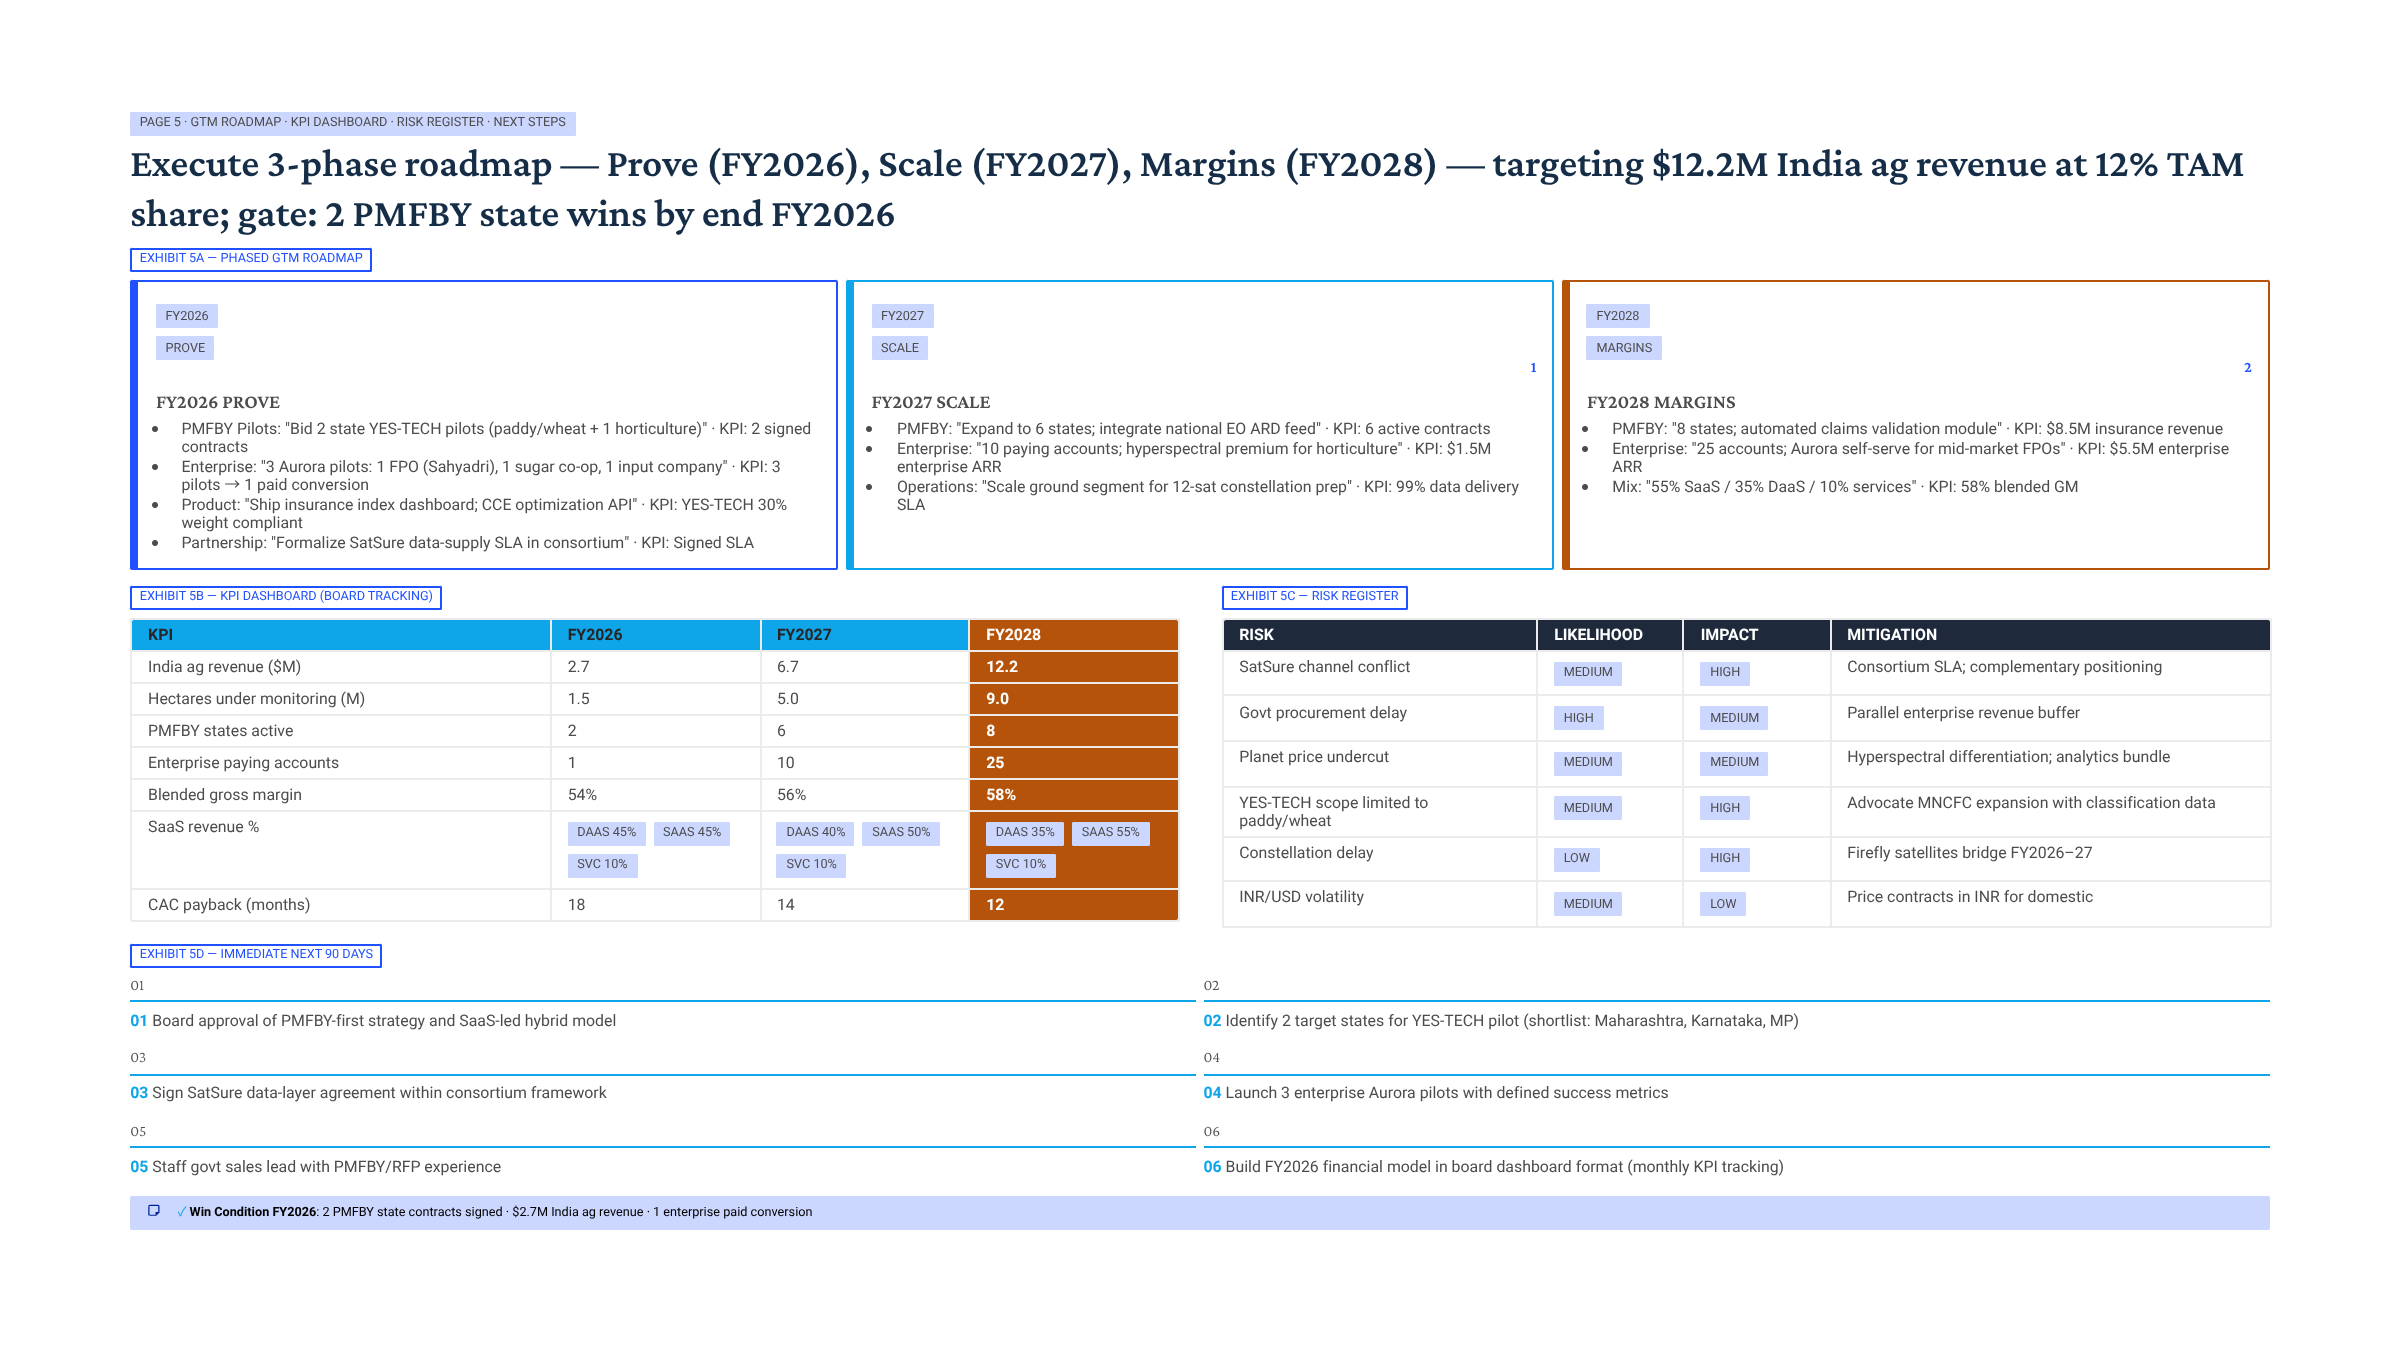 PAGE 5 · GTM ROADMAP · KPI DASHBOARD · RISK REGISTER · NEXT STEPS
Execute 3-phase roadmap — Prove (FY2026), Scale (FY2027), Margins (FY2028) — targeting $12.2M India ag revenue at 12% TAM
share; gate: 2 PMFBY state wins by end FY2026
EXHIBIT 5A — PHASED GTM ROADMAP
FY2026
PROVE
FY2026 PROVE
• PMFBY Pilots: "Bid 2 state YES-TECH pilots (paddy/wheat + 1 horticulture)" · KPI: 2 signed
contracts
• Enterprise: "3 Aurora pilots: 1 FPO (Sahyadri), 1 sugar co-op, 1 input company" · KPI: 3
pilots → 1 paid conversion
• Product: "Ship insurance index dashboard; CCE optimization API" · KPI: YES-TECH 30%
weight compliant
• Partnership: "Formalize SatSure data-supply SLA in consortium" · KPI: Signed SLA
FY2027
SCALE
1
FY2027 SCALE
• PMFBY: "Expand to 6 states; integrate national EO ARD feed" · KPI: 6 active contracts
• Enterprise: "10 paying accounts; hyperspectral premium for horticulture" · KPI: $1.5M
enterprise ARR
• Operations: "Scale ground segment for 12-sat constellation prep" · KPI: 99% data delivery
SLA
FY2028
MARGINS
2
FY2028 MARGINS
• PMFBY: "8 states; automated claims validation module" · KPI: $8.5M insurance revenue
• Enterprise: "25 accounts; Aurora self-serve for mid-market FPOs" · KPI: $5.5M enterprise
ARR
• Mix: "55% SaaS / 35% DaaS / 10% services" · KPI: 58% blended GM
EXHIBIT 5B — KPI DASHBOARD (BOARD TRACKING)
KPI FY2026 FY2027 FY2028
India ag revenue ($M) 2.7 6.7 12.2
Hectares under monitoring (M) 1.5 5.0 9.0
PMFBY states active 2 6 8
Enterprise paying accounts 1 10 25
Blended gross margin 54% 56% 58%
SaaS revenue % DAAS 45% SAAS 45% DAAS 40% SAAS 50% DAAS 35% SAAS 55%
SVC 10% SVC 10% SVC 10%
CAC payback (months) 18 14 12
EXHIBIT 5C — RISK REGISTER
RISK LIKELIHOOD IMPACT MITIGATION
SatSure channel conflict MEDIUM HIGH Consortium SLA; complementary positioning
Govt procurement delay HIGH MEDIUM Parallel enterprise revenue buffer
Planet price undercut MEDIUM MEDIUM Hyperspectral differentiation; analytics bundle
YES-TECH scope limited to MEDIUM HIGH Advocate MNCFC expansion with classification data
paddy/wheat
Constellation delay LOW HIGH Firefly satellites bridge FY2026–27
INR/USD volatility MEDIUM LOW Price contracts in INR for domestic
EXHIBIT 5D — IMMEDIATE NEXT 90 DAYS
01
01 Board approval of PMFBY-first strategy and SaaS-led hybrid model
02
02 Identify 2 target states for YES-TECH pilot (shortlist: Maharashtra, Karnataka, MP)
03
03 Sign SatSure data-layer agreement within consortium framework
04
04 Launch 3 enterprise Aurora pilots with defined success metrics
05
05 Staff govt sales lead with PMFBY/RFP experience
06
06 Build FY2026 financial model in board dashboard format (monthly KPI tracking)
✓ Win Condition FY2026: 2 PMFBY state contracts signed · $2.7M India ag revenue · 1 enterprise paid conversion